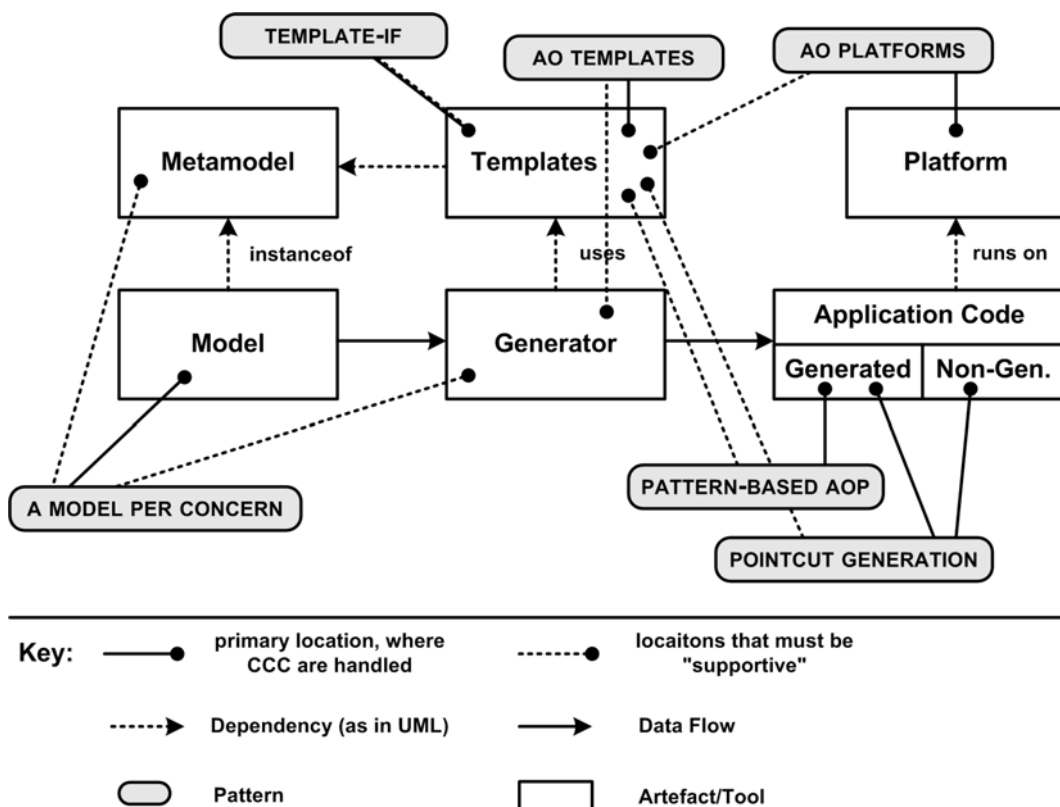 TEMPLATE-IF
AO TEMPLATES
AO PLATFORMS
Metamodel
Templates
Platform
instanceof
uses
runs on
Model
Generator
Application Code
Generated
Non-Gen.
A MODEL PER CONCERN
PATTERN-BASED AOP
POINTCUT GENERATION
Key:
primary location, where
CCC are handled
locaitons that must be
"supportive"
Dependency (as in UML)
Data Flow
Pattern
Artefact/Tool